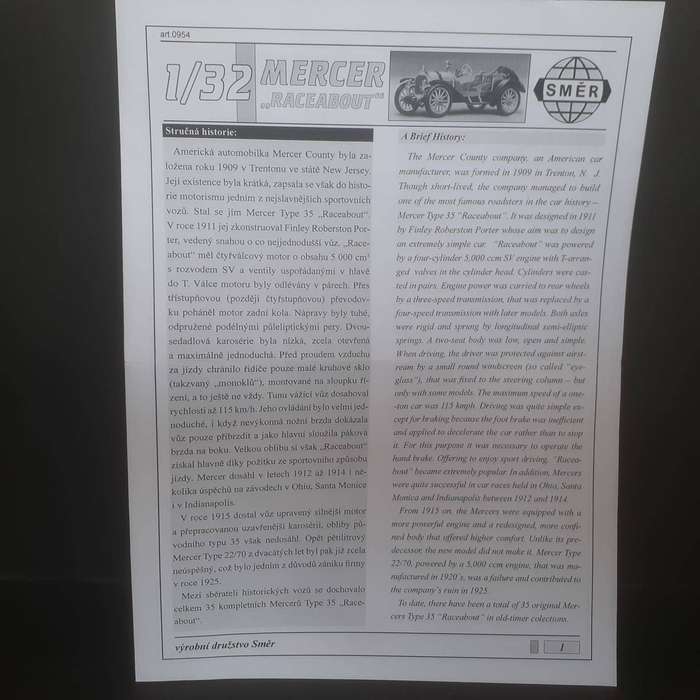 art.0954
1/32 MERCER
„RACEABOUT“
SMĚR
Stručná historie:
Americká automobilka Mercer County byla za-
ložena roku 1909 v Trentonu ve státě New Jersey.
Její existence byla krátká, zapsala se však do histo-
rie motorismu jedním z nejslavnějších sportovních
vozů. Stal se jím Mercer Type 35 „Raceabout“.
V roce 1911 jej zkonstruoval Finley Roberston Por-
ter, vedený snahou o co nejjednodušší vůz. „Race-
about“ měl čtyřválcový motor o obsahu 5 000 cm³
s rozvodem SV a ventily uspořádanými v hlavě
do T. Válce motoru byly odlévány v párech. Přes
třístupňovou (později čtyřstupňovou) převodov-
ku poháněl motor zadní kola. Nápravy byly tuhé,
odpružené podélnými půleliptickými pery. Dvou-
sedadlová karosérie byla nízká, zcela otevřená
a maximálně jednoduchá. Před proudem vzduchu
za jízdy chránilo řidiče pouze malé kruhové sklo
(takzvaný „monokl“), montované na sloupku ří-
zení, a to ještě ne vždy. Tunu vážící vůz dosahoval
rychlosti až 115 km/h. Jeho ovládání bylo velmi jed-
noduché, i když nevýkonná nožní brzda dokázala
vůz pouze přibrzdit a jako hlavní sloužila páková
brzda na boku. Velkou oblibu si však „Raceabout“
získal hlavně díky požitku ze sportovního způsobu
jízdy. Mercer dosáhl v letech 1912 až 1914 i ně-
kolika úspěchů na závodech v Ohio, Santa Monice
i v Indianapolis.
V roce 1915 dostal vůz upravený silnější motor
a přepracovanou uzavřenější karosérií, obliby pů-
vodního typu 35 však nedosáhl. Opět pětilitrový
Mercer Type 22/70 z dvacátých let byl pak již zcela
neúspěšný, což bylo jedním z důvodů zániku firmy
v roce 1925.
Mezi sběrateli historických vozů se dochovalo
celkem 35 kompletních Mercerů Type 35 „Race-
about“.
A Brief History:
The Mercer County company, an American car
manufacturer, was formed in 1909 in Trenton, N. J.
Though short-lived, the company managed to build
one of the most famous roadsters in the car history –
Mercer Type 35 “Raceabout”. It was designed in 1911
by Finley Roberston Porter whose aim was to design
an extremely simple car. “Raceabout” was powered
by a four-cylinder 5,000 ccm SV engine with T-arran-
ged valves in the cylinder head. Cylinders were cas-
ted in pairs. Engine power was carried to rear wheels
by a three-speed transmission, that was replaced by a
four-speed transmission with later models. Both axles
were rigid and sprung by longitudinal semi-elliptic
springs. A two-seat body was low, open and simple.
When driving, the driver was protected against airst-
ream by a small round windscreen (so called “eye-
glass”), that was fixed to the steering column – but
only with some models. The maximum speed of a one-
-ton car was 115 kmph. Driving was quite simple ex-
cept for braking because the foot brake was inefficient
and applied to decelerate the car rather than to stop
it. For this purpose it was necessary to operate the
hand brake. Offering to enjoy sport driving, “Racea-
bout” became extremely popular. In addition, Mercers
were quite successful in car races held in Ohio, Santa
Monica and Indianapolis between 1912 and 1914.
From 1915 on, the Mercers were equipped with a
more powerful engine and a redesigned, more confi-
ned body that offered higher comfort. Unlike its pre-
decessor, the new model did not make it. Mercer Type
22/70, powered by a 5,000 ccm engine, that was ma-
nufactured in 1920´s, was a failure and contributed to
the company’s ruin in 1925.
To date, there have been a total of 35 original Mer-
cers Type 35 “Raceabout” in old-timer colections.
výrobní družstvo Směr
1